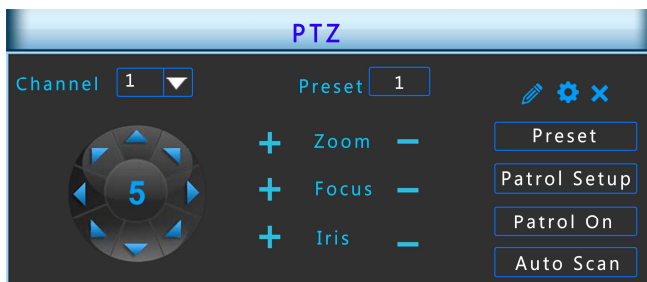 PTZ
Channel 1 Preset 1
+ Zoom −
Preset
5
+ Focus −
Patrol Setup
+ Iris −
Patrol On
Auto Scan